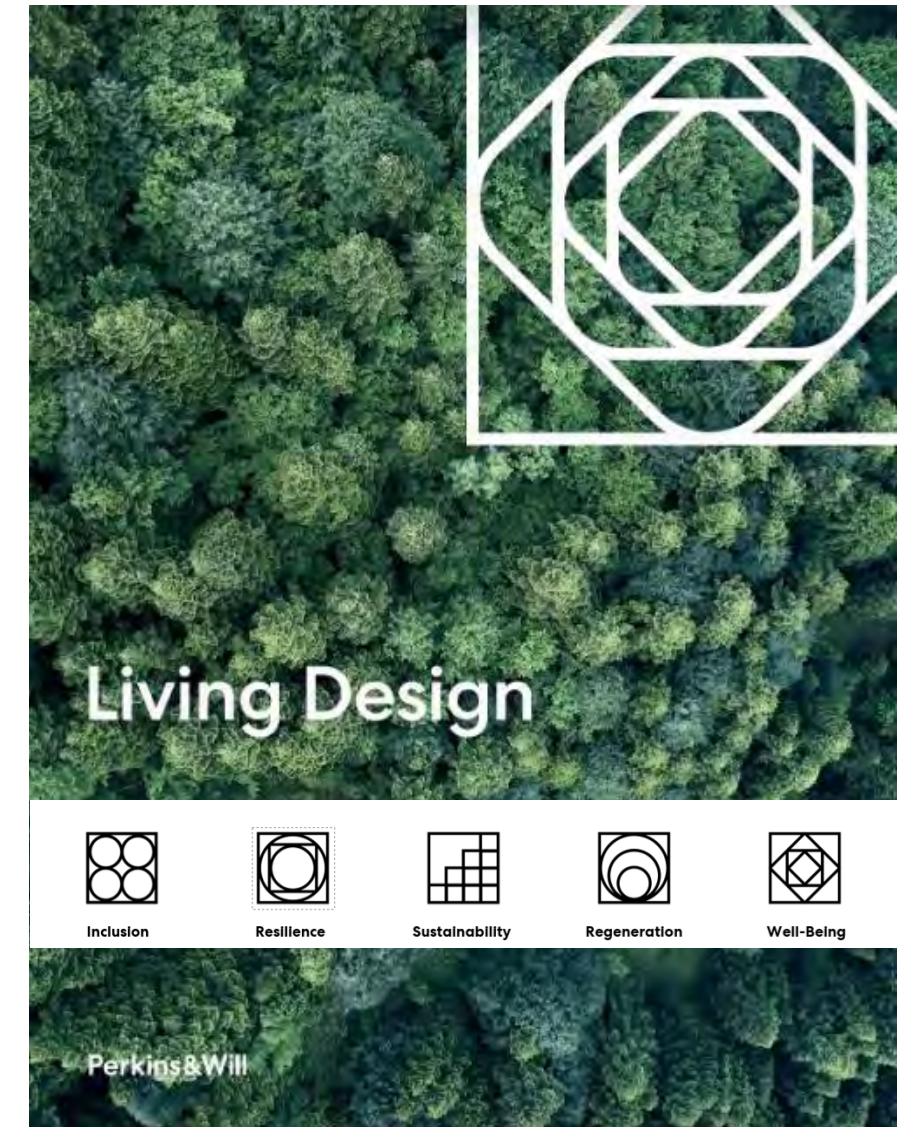 Living Design
Inclusion
Resilience
Sustainability
Regeneration
Well-Being
Perkins&Will